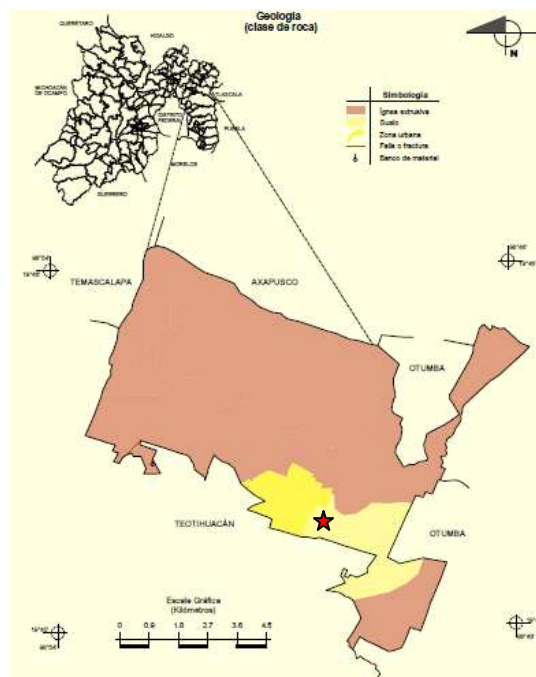 Geología
(clase de roca)
QUERÉTARO
HIDALGO
MICHOACÁN
DE OCAMPO
TLAXCALA
DISTRITO
FEDERAL
PUEBLA
MORELOS
GUERRERO
N
Simbología
Ígnea extrusiva
Suelo
Zona urbana
Falla o fractura
Banco de material
TEMASCALAPA
AXAPUSCO
OTUMBA
TEOTIHUACÁN
OTUMBA
Escala Gráfica
(Kilómetros)
0 0.9 1.8 2.7 3.6 4.5